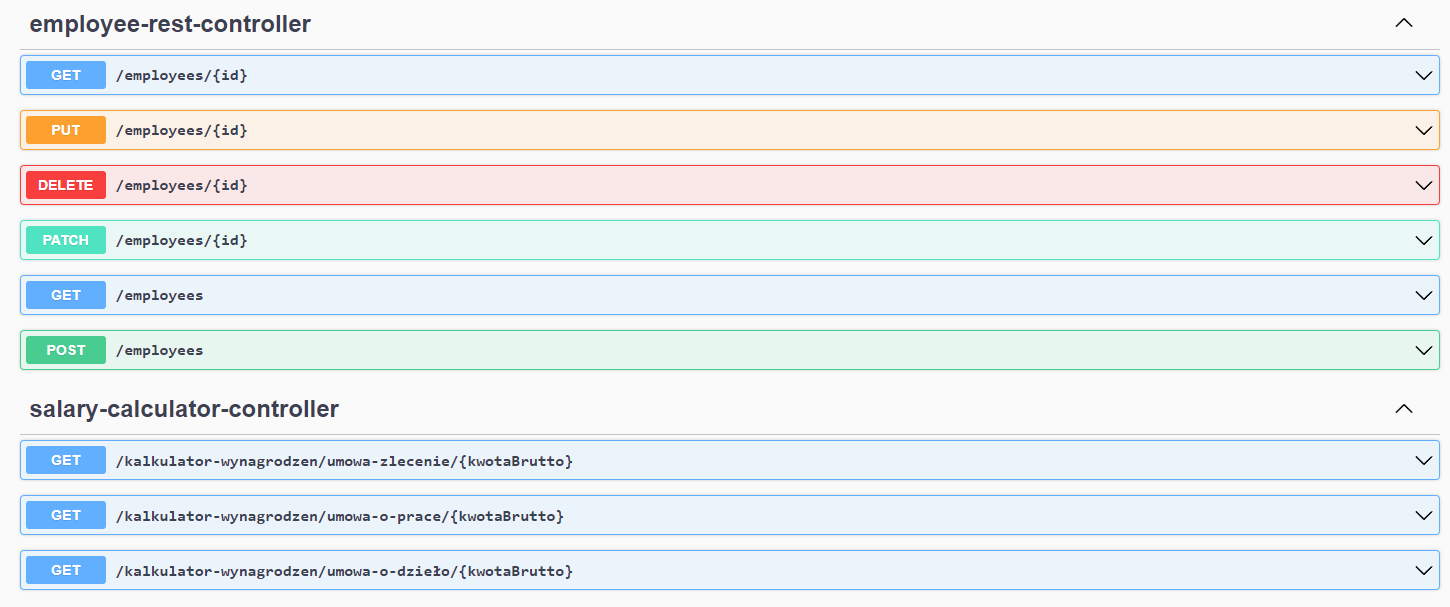 employee-rest-controller
GET /employees/{id}
PUT /employees/{id}
DELETE /employees/{id}
PATCH /employees/{id}
GET /employees
POST /employees
salary-calculator-controller
GET /kalkulator-wynagrodzen/umowa-zlecenie/{kwotaBrutto}
GET /kalkulator-wynagrodzen/umowa-o-prace/{kwotaBrutto}
GET /kalkulator-wynagrodzen/umowa-o-dzieło/{kwotaBrutto}